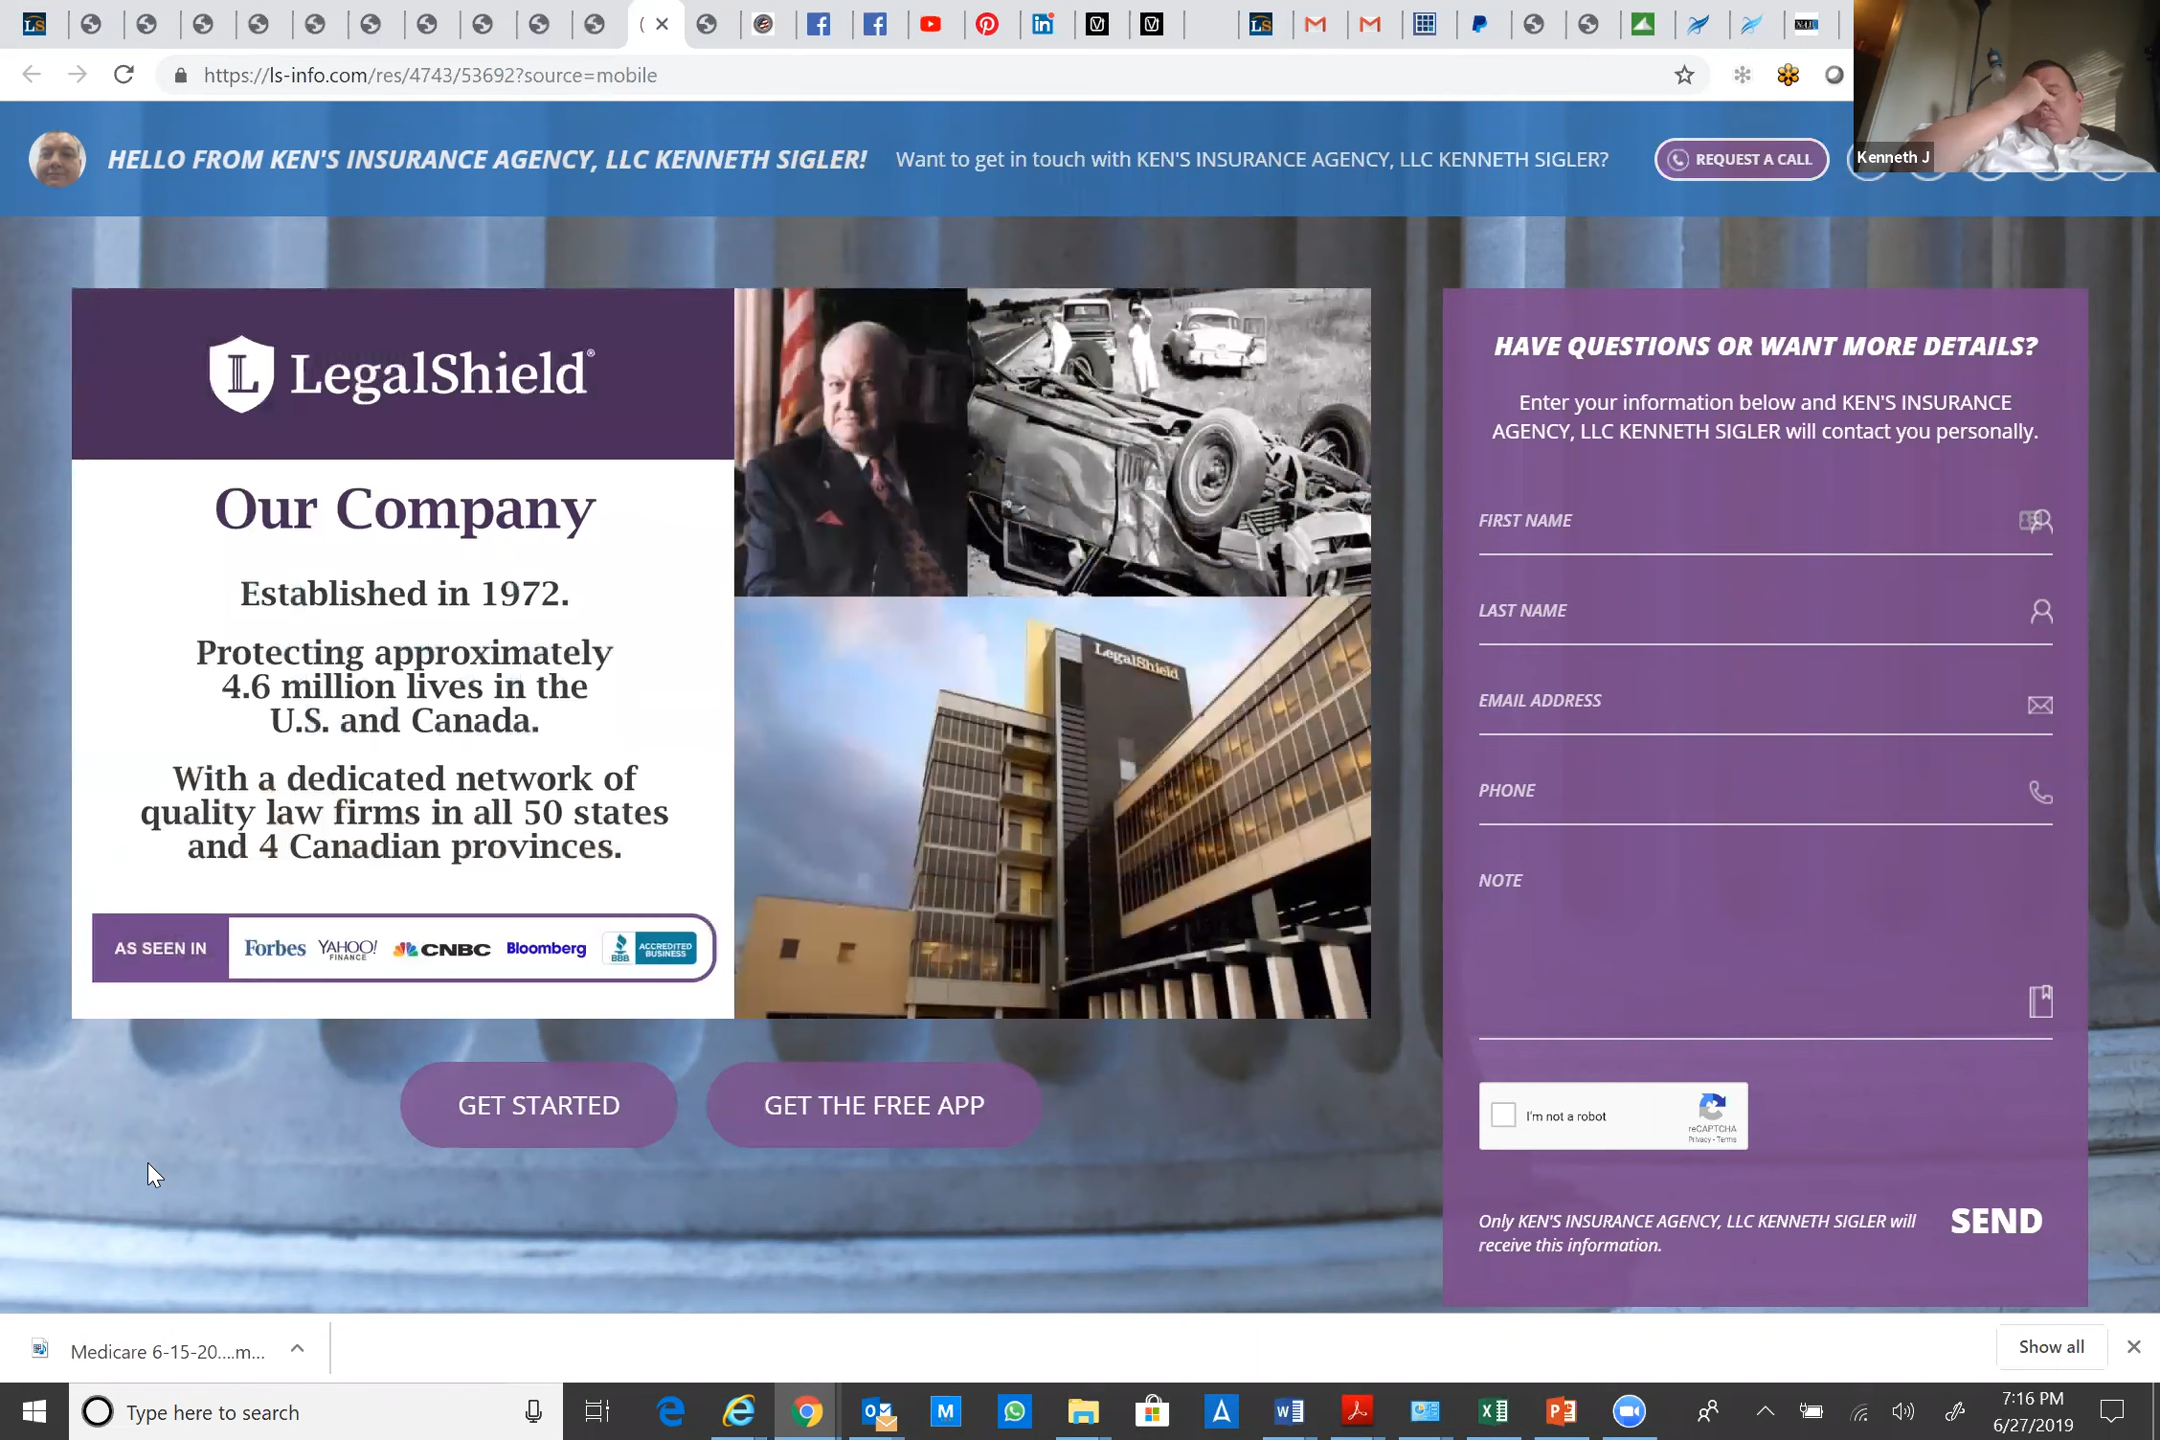 https://ls-info.com/res/4743/53692?source=mobile
Kenneth J
HELLO FROM KEN'S INSURANCE AGENCY, LLC KENNETH SIGLER!
Want to get in touch with KEN'S INSURANCE AGENCY, LLC KENNETH SIGLER?
REQUEST A CALL
LegalShield®
Our Company
Established in 1972.
Protecting approximately
4.6 million lives in the
U.S. and Canada.
With a dedicated network of
quality law firms in all 50 states
and 4 Canadian provinces.
AS SEEN IN
Forbes
YAHOO!
FINANCE
CNBC
Bloomberg
BBB
ACCREDITED
BUSINESS
LegalShield
GET STARTED
GET THE FREE APP
HAVE QUESTIONS OR WANT MORE DETAILS?
Enter your information below and KEN'S INSURANCE
AGENCY, LLC KENNETH SIGLER will contact you personally.
FIRST NAME
LAST NAME
EMAIL ADDRESS
PHONE
NOTE
I'm not a robot
reCAPTCHA
Privacy - Terms
Only KEN'S INSURANCE AGENCY, LLC KENNETH SIGLER will
receive this information.
SEND
Medicare 6-15-20....m...
Show all
Type here to search
7:16 PM
6/27/2019